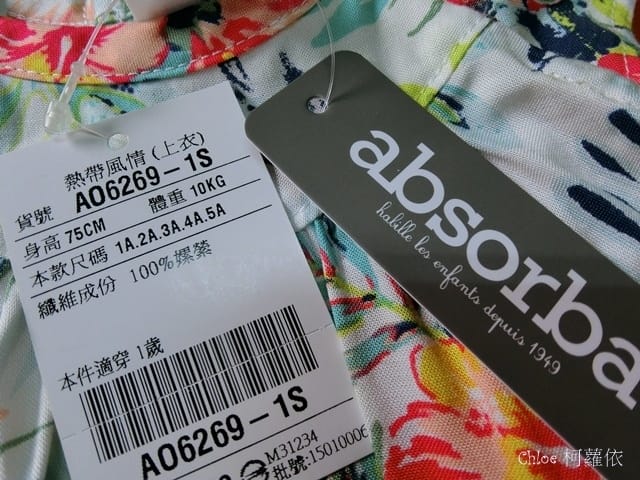 熱帶風情(上衣)
貨號 A06269-1S
身高 75CM 體重 10KG
本款尺碼 1A.2A.3A.4A.5A
纖維成份 100%嫘縈
本件適穿 1歲
A06269-1S
M31234
批號:1501000
absorba
habille les enfants depuis 1949
Chloe 柯蘿依